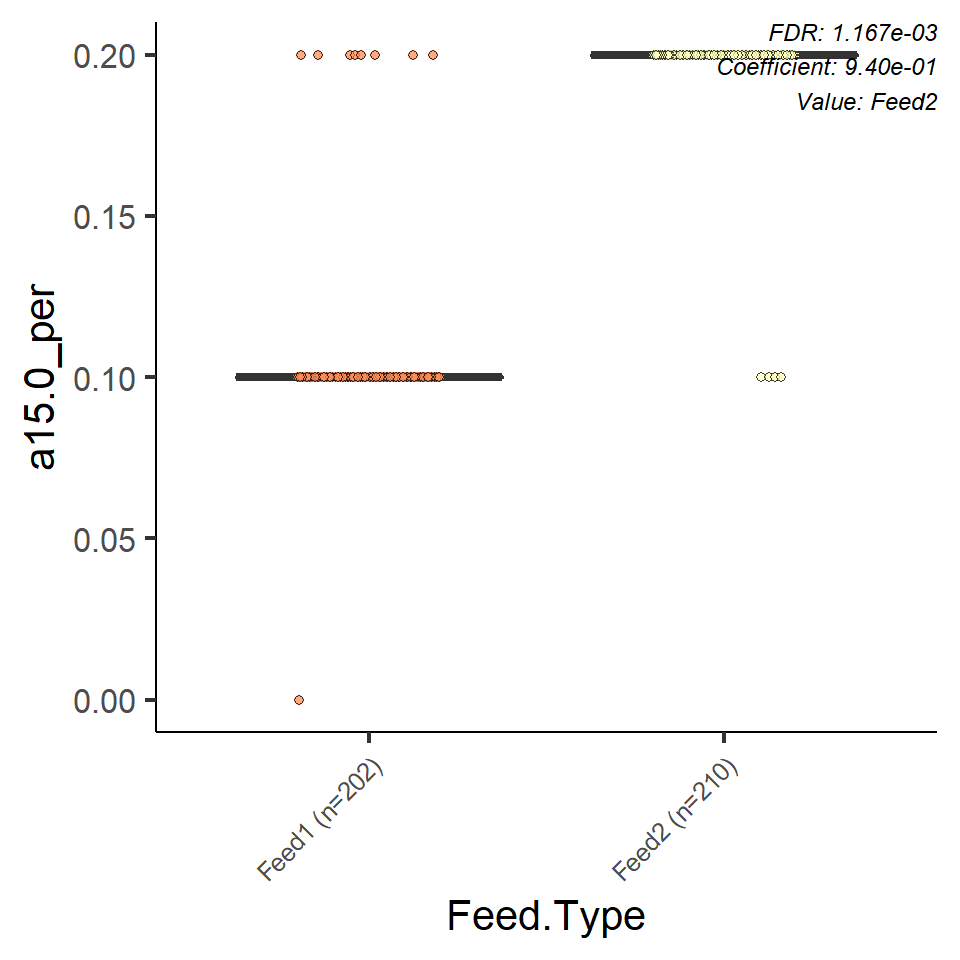 FDR: 1.167e-03
Coefficient: 9.40e-01
Value: Feed2
0.20
0.15
0.10
0.05
0.00
a15.0_per
Feed1 (n=202)
Feed2 (n=210)
Feed.Type